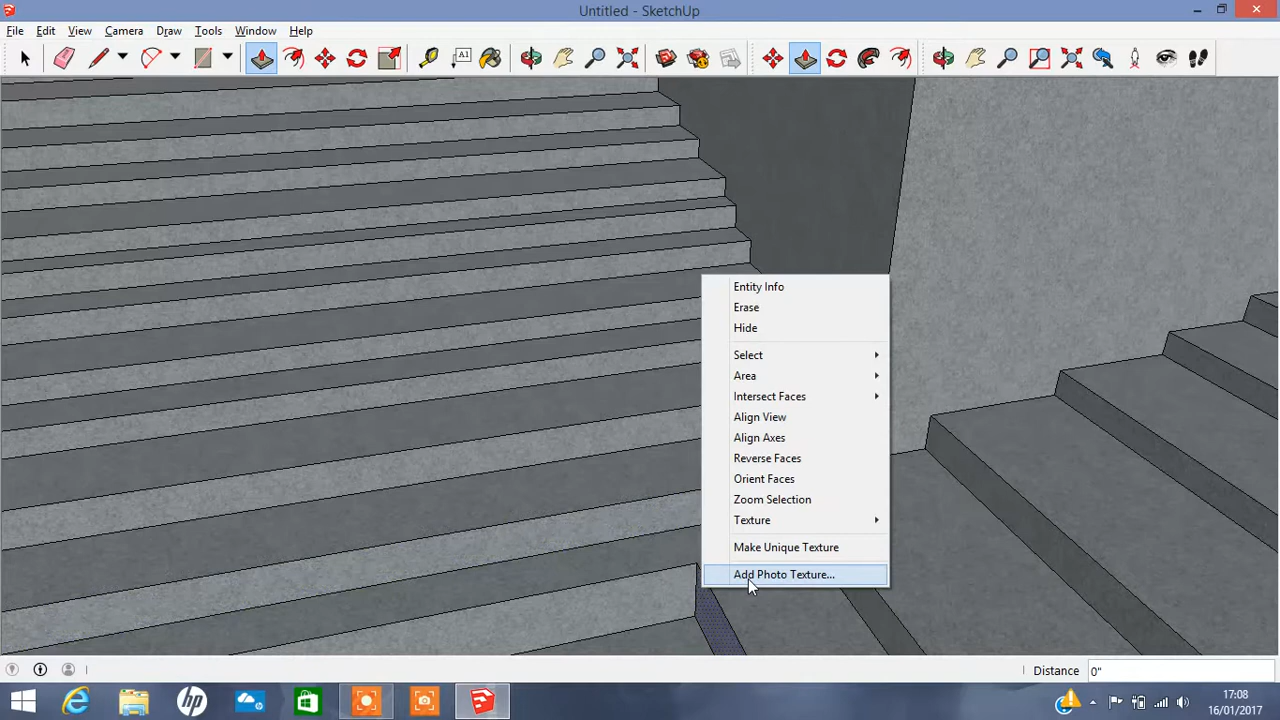 Untitled - SketchUp
File Edit View Camera Draw Tools Window Help
A1
Entity Info
Erase
Hide
Select
Area
Intersect Faces
Align View
Align Axes
Reverse Faces
Orient Faces
Zoom Selection
Texture
Make Unique Texture
Add Photo Texture...
Distance 0"
17:08
16/01/2017